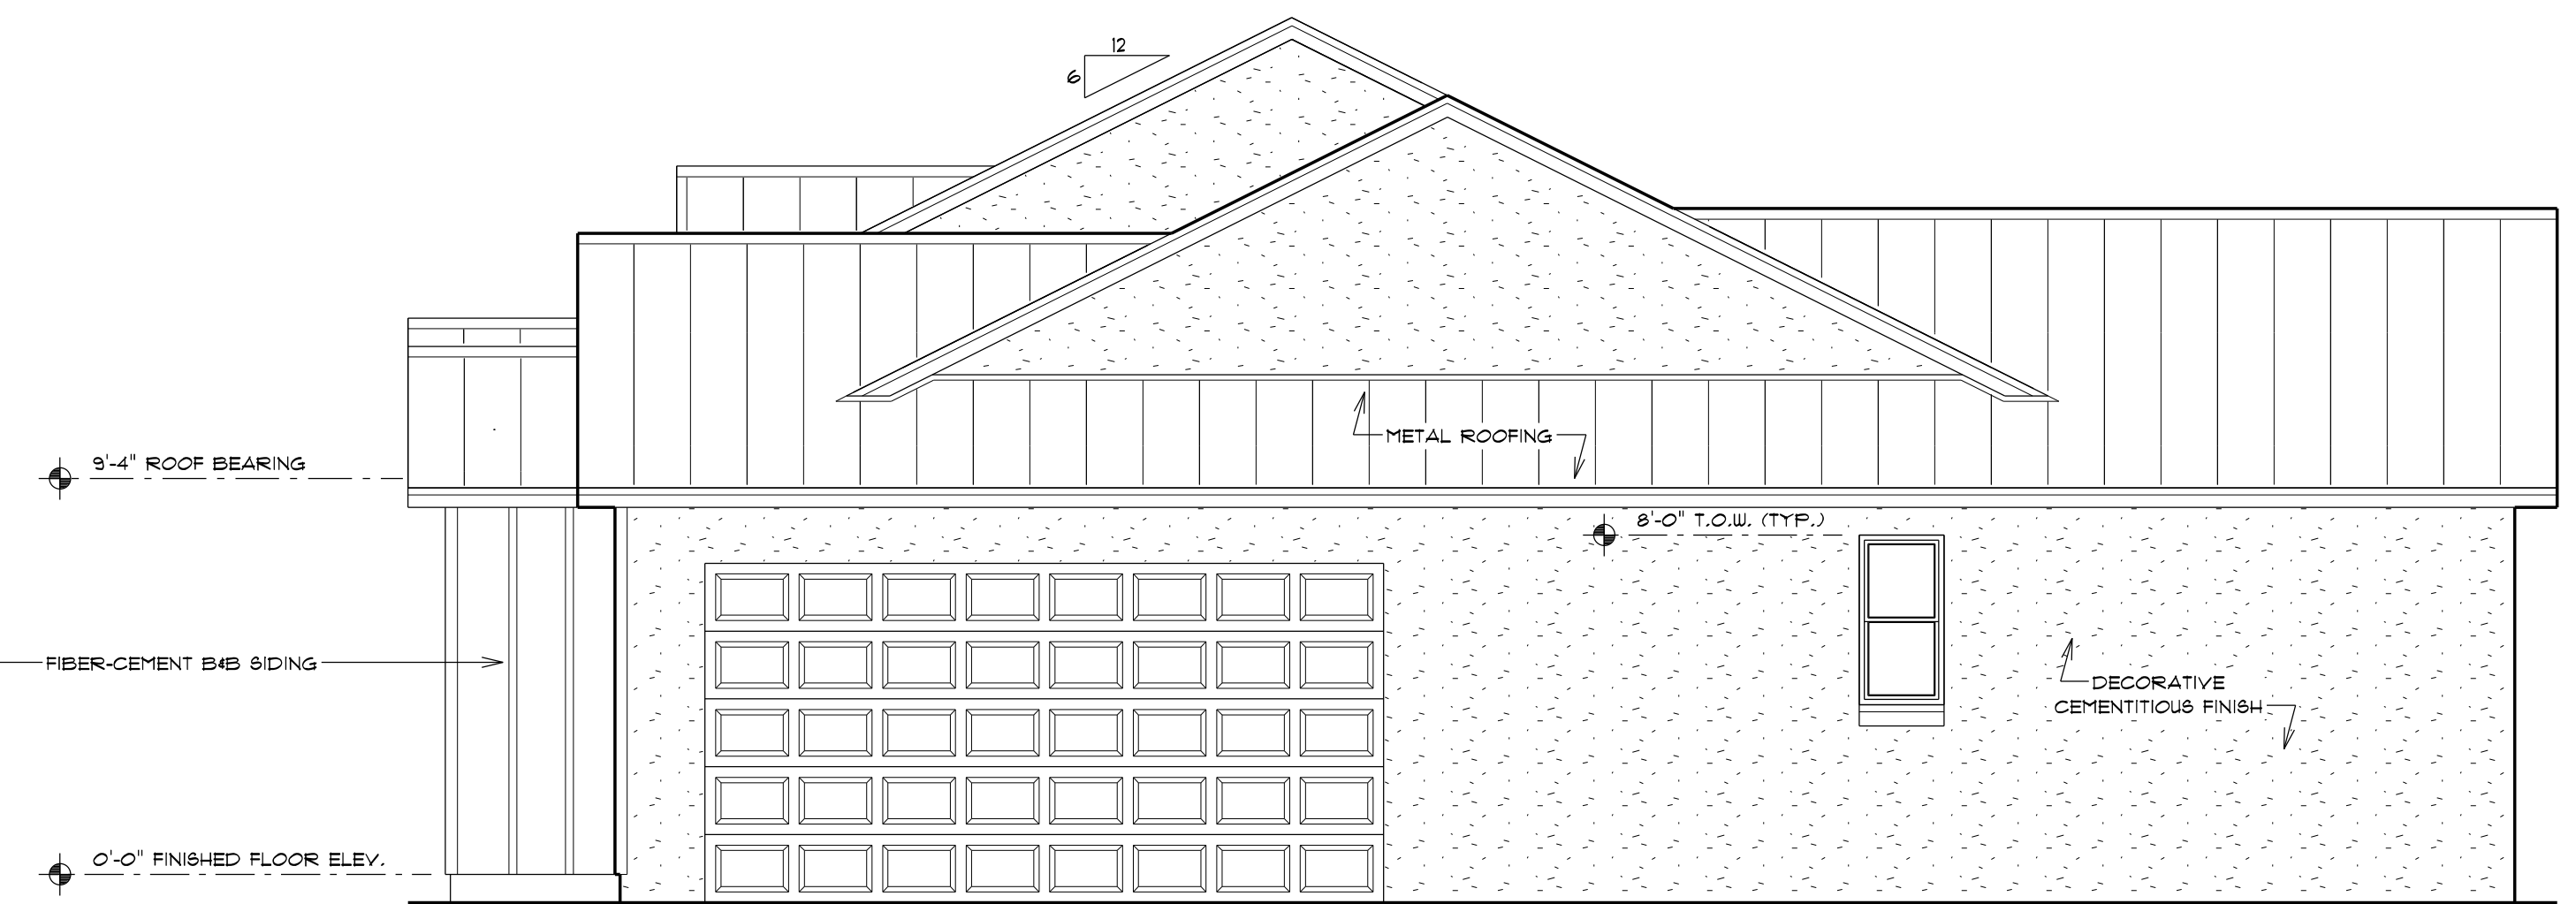 12
6
METAL ROOFING
9'-4" ROOF BEARING
8'-0" T.O.W. (TYP.)
FIBER-CEMENT B&B SIDING
DECORATIVE
CEMENTITIOUS FINISH
0'-0" FINISHED FLOOR ELEV.